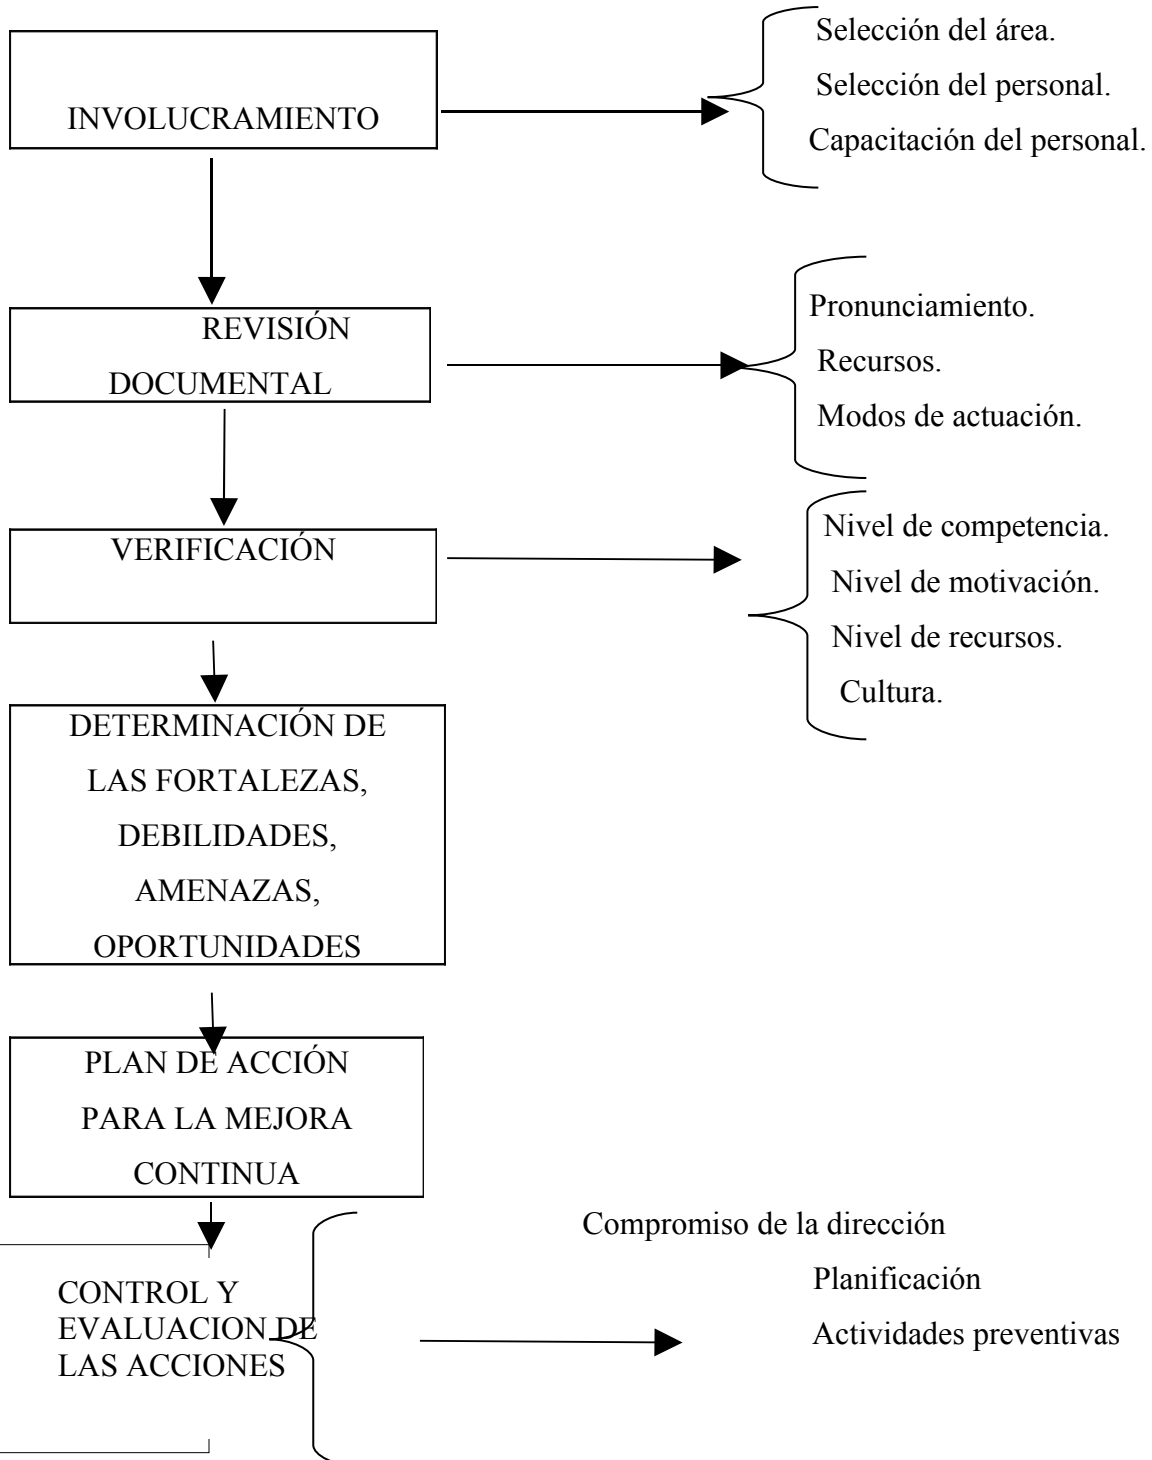 INVOLUCRAMIENTO
Selección del área.
Selección del personal.
Capacitación del personal.
REVISIÓN
DOCUMENTAL
Pronunciamiento.
Recursos.
Modos de actuación.
VERIFICACIÓN
Nivel de competencia.
Nivel de motivación.
Nivel de recursos.
Cultura.
DETERMINACIÓN DE
LAS FORTALEZAS,
DEBILIDADES,
AMENAZAS,
OPORTUNIDADES
PLAN DE ACCIÓN
PARA LA MEJORA
CONTINUA
CONTROL Y
EVALUACION DE
LAS ACCIONES
Compromiso de la dirección
Planificación
Actividades preventivas